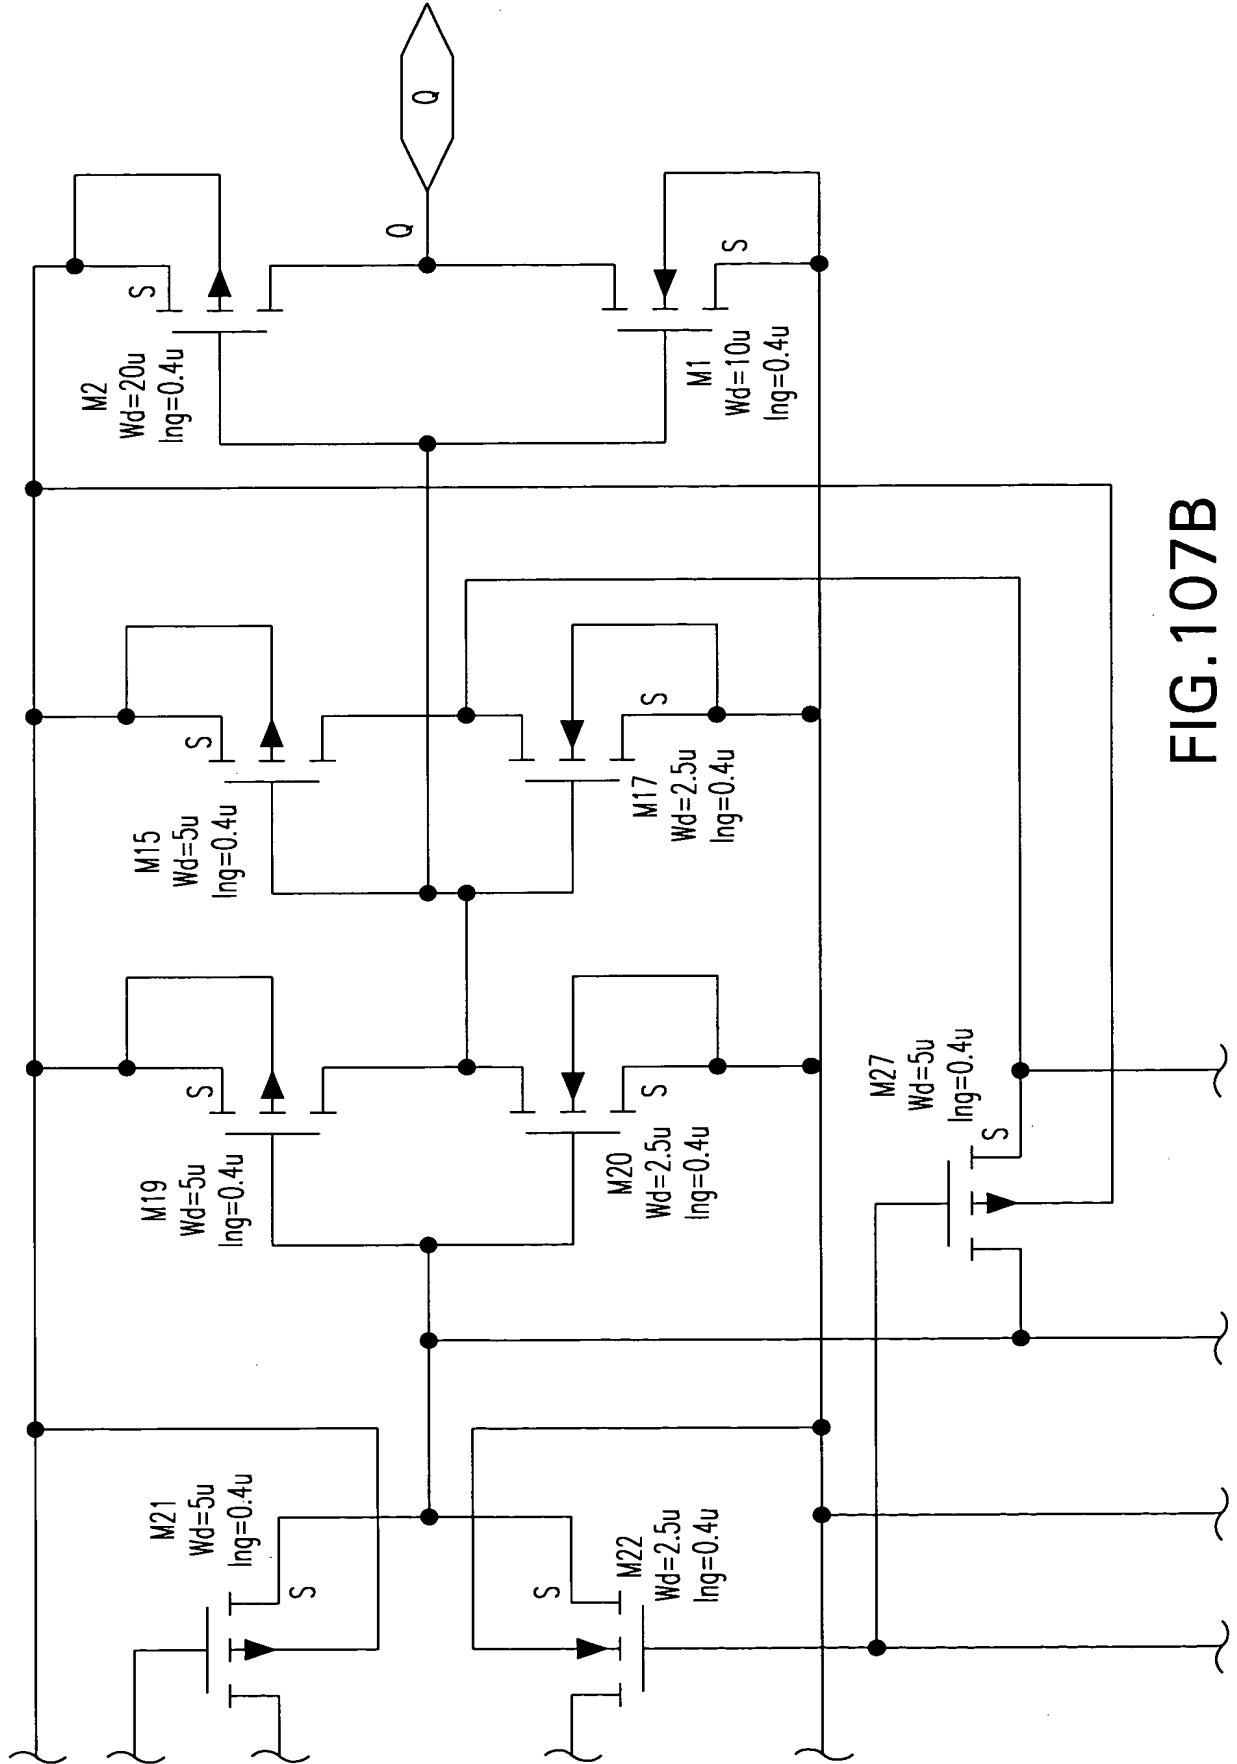 M21
Wd=5u
lng=0.4u
S
M22
Wd=2.5u
lng=0.4u
S
M19
Wd=5u
lng=0.4u
S
M20
Wd=2.5u
lng=0.4u
S
M27
Wd=5u
lng=0.4u
S
M15
Wd=5u
lng=0.4u
S
M17
Wd=2.5u
lng=0.4u
S
M2
Wd=20u
lng=0.4u
S
M1
Wd=10u
lng=0.4u
S
Q
Q
FIG.107B